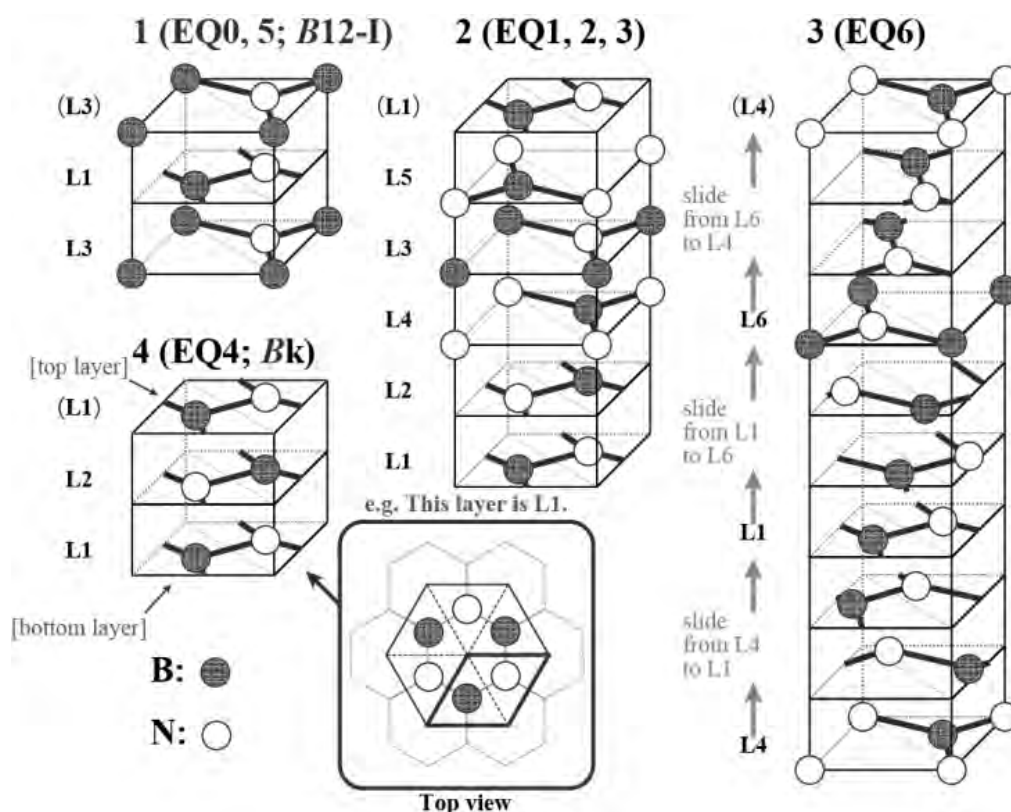 1 (EQ0, 5; B12-I)
(L3)
L1
L3
2 (EQ1, 2, 3)
(L1)
L5
L3
L4
L2
L1
e.g. This layer is L1.
3 (EQ6)
(L4)
slide
from L6
to L4
L6
slide
from L1
to L6
L1
slide
from L4
to L1
L4
4 (EQ4; Bk)
[top layer]
(L1)
L2
L1
[bottom layer]
B:
N:
Top view